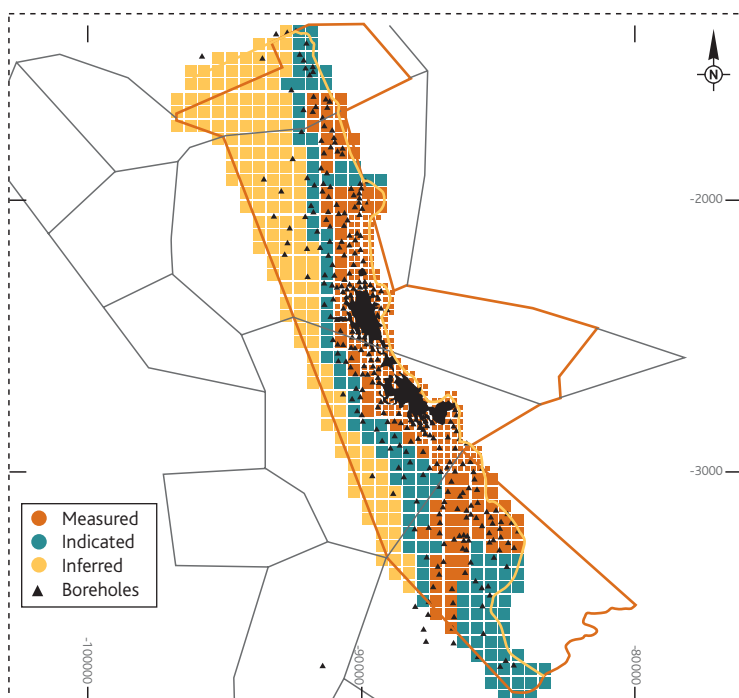 N
-2000
-3000
Measured
Indicated
Inferred
Boreholes
-100000
-90000
-80000